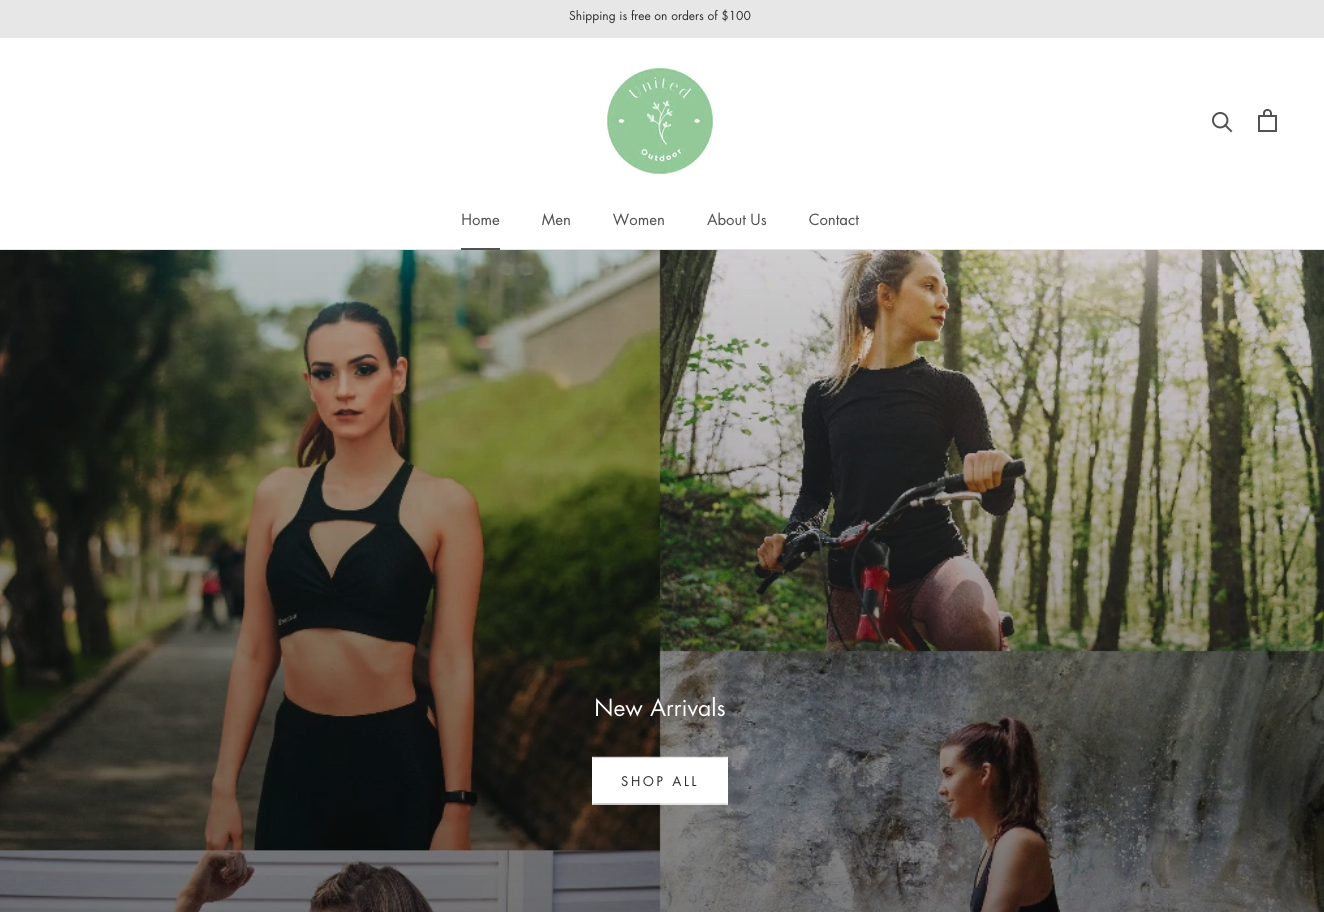 Shipping is free on orders of $100
United
Outdoor
Home Men Women About Us Contact
New Arrivals
SHOP ALL